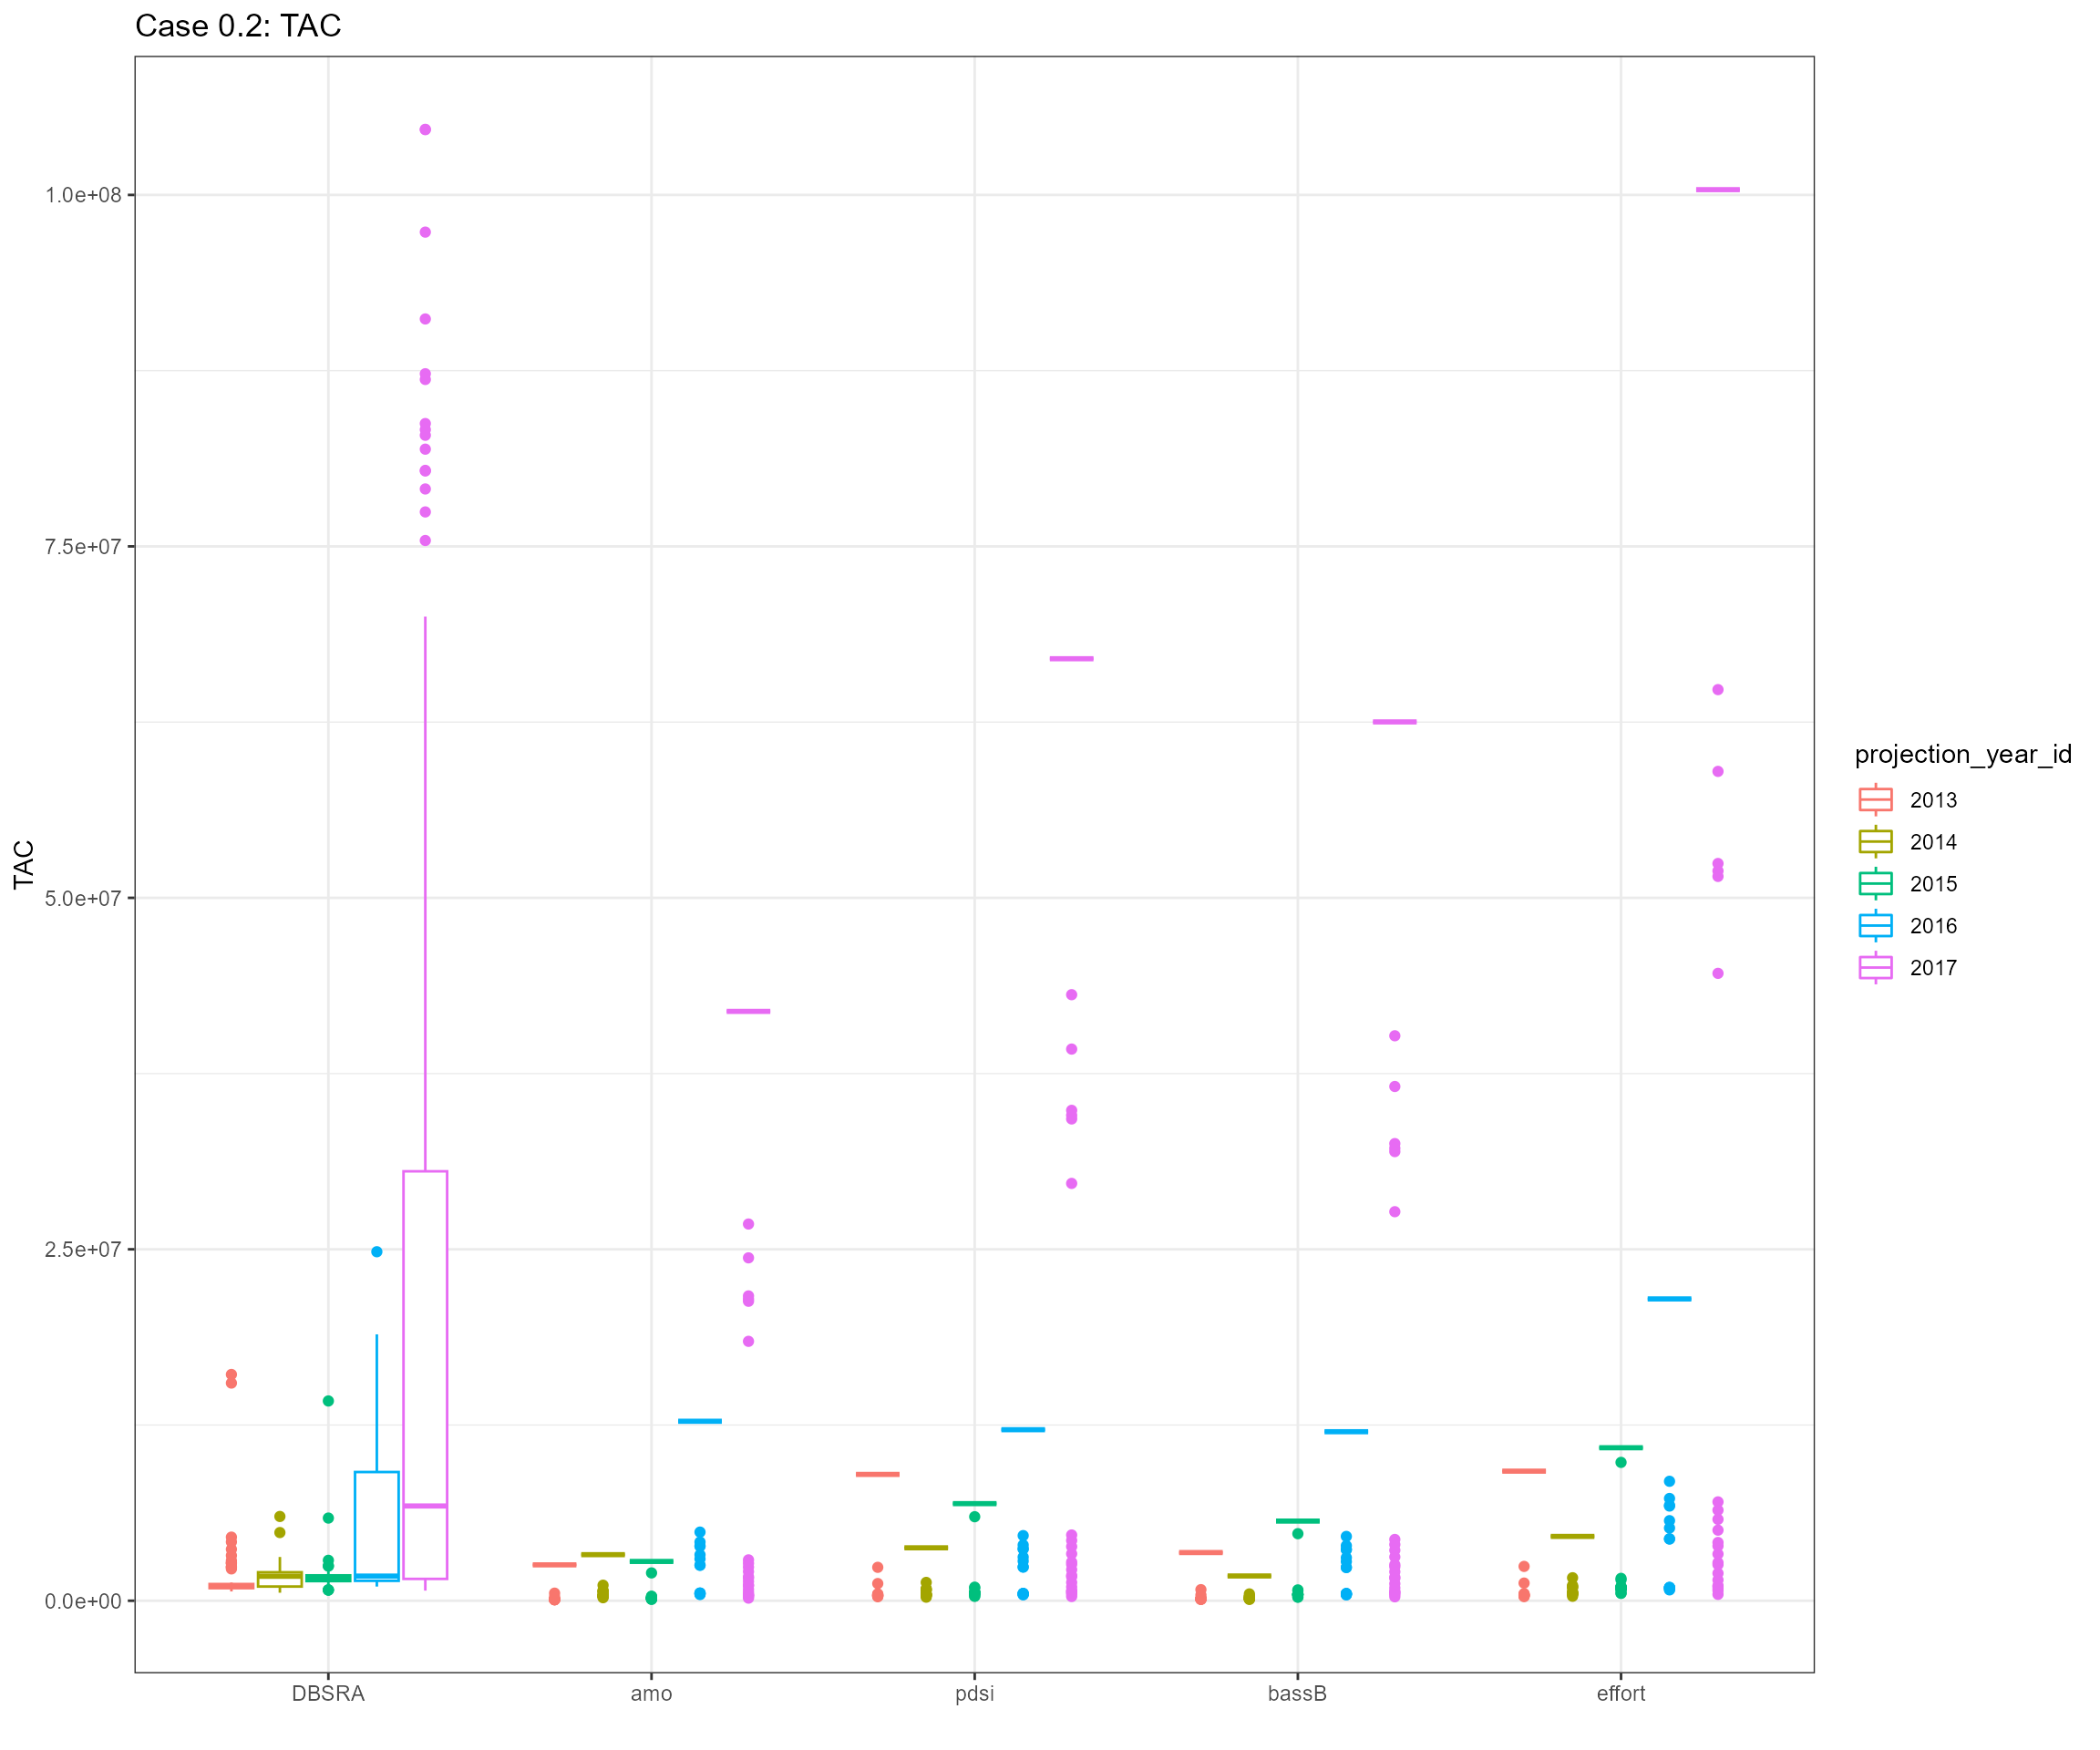 Case 0.2: TAC
TAC
1.0e+08
7.5e+07
5.0e+07
2.5e+07
0.0e+00
DBSRA
amo
pdsi
bassB
effort
projection_year_id
2013
2014
2015
2016
2017